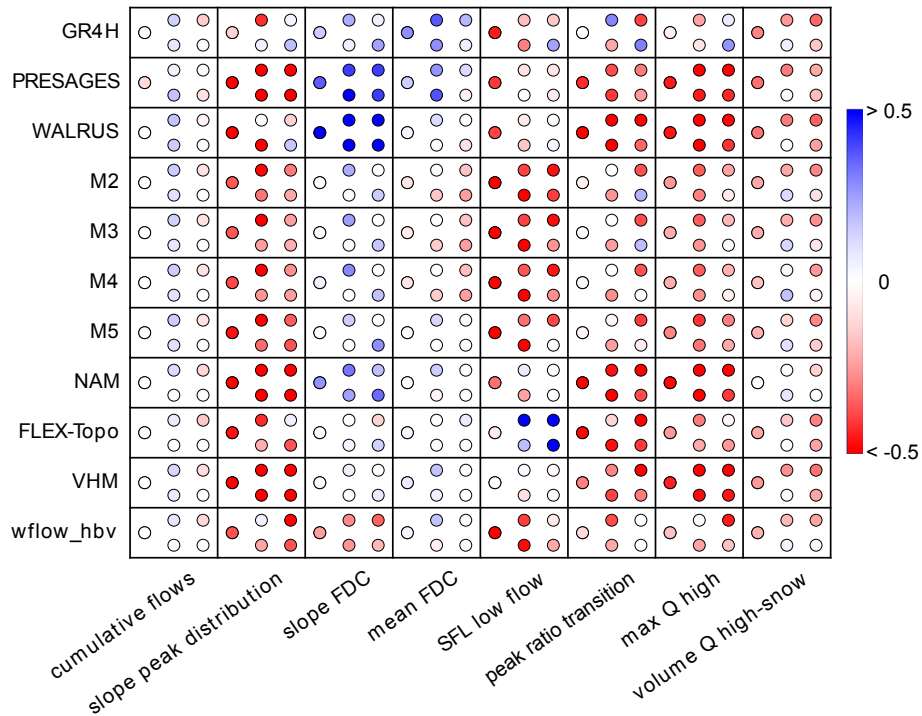 GR4H
PRESAGES
WALRUS
M2
M3
M4
M5
NAM
FLEX-Topo
VHM
wflow_hbv
> 0.5
0
< -0.5
cumulative flows
slope peak distribution
slope FDC
mean FDC
SFL low flow
peak ratio transition
max Q high
volume Q high-snow